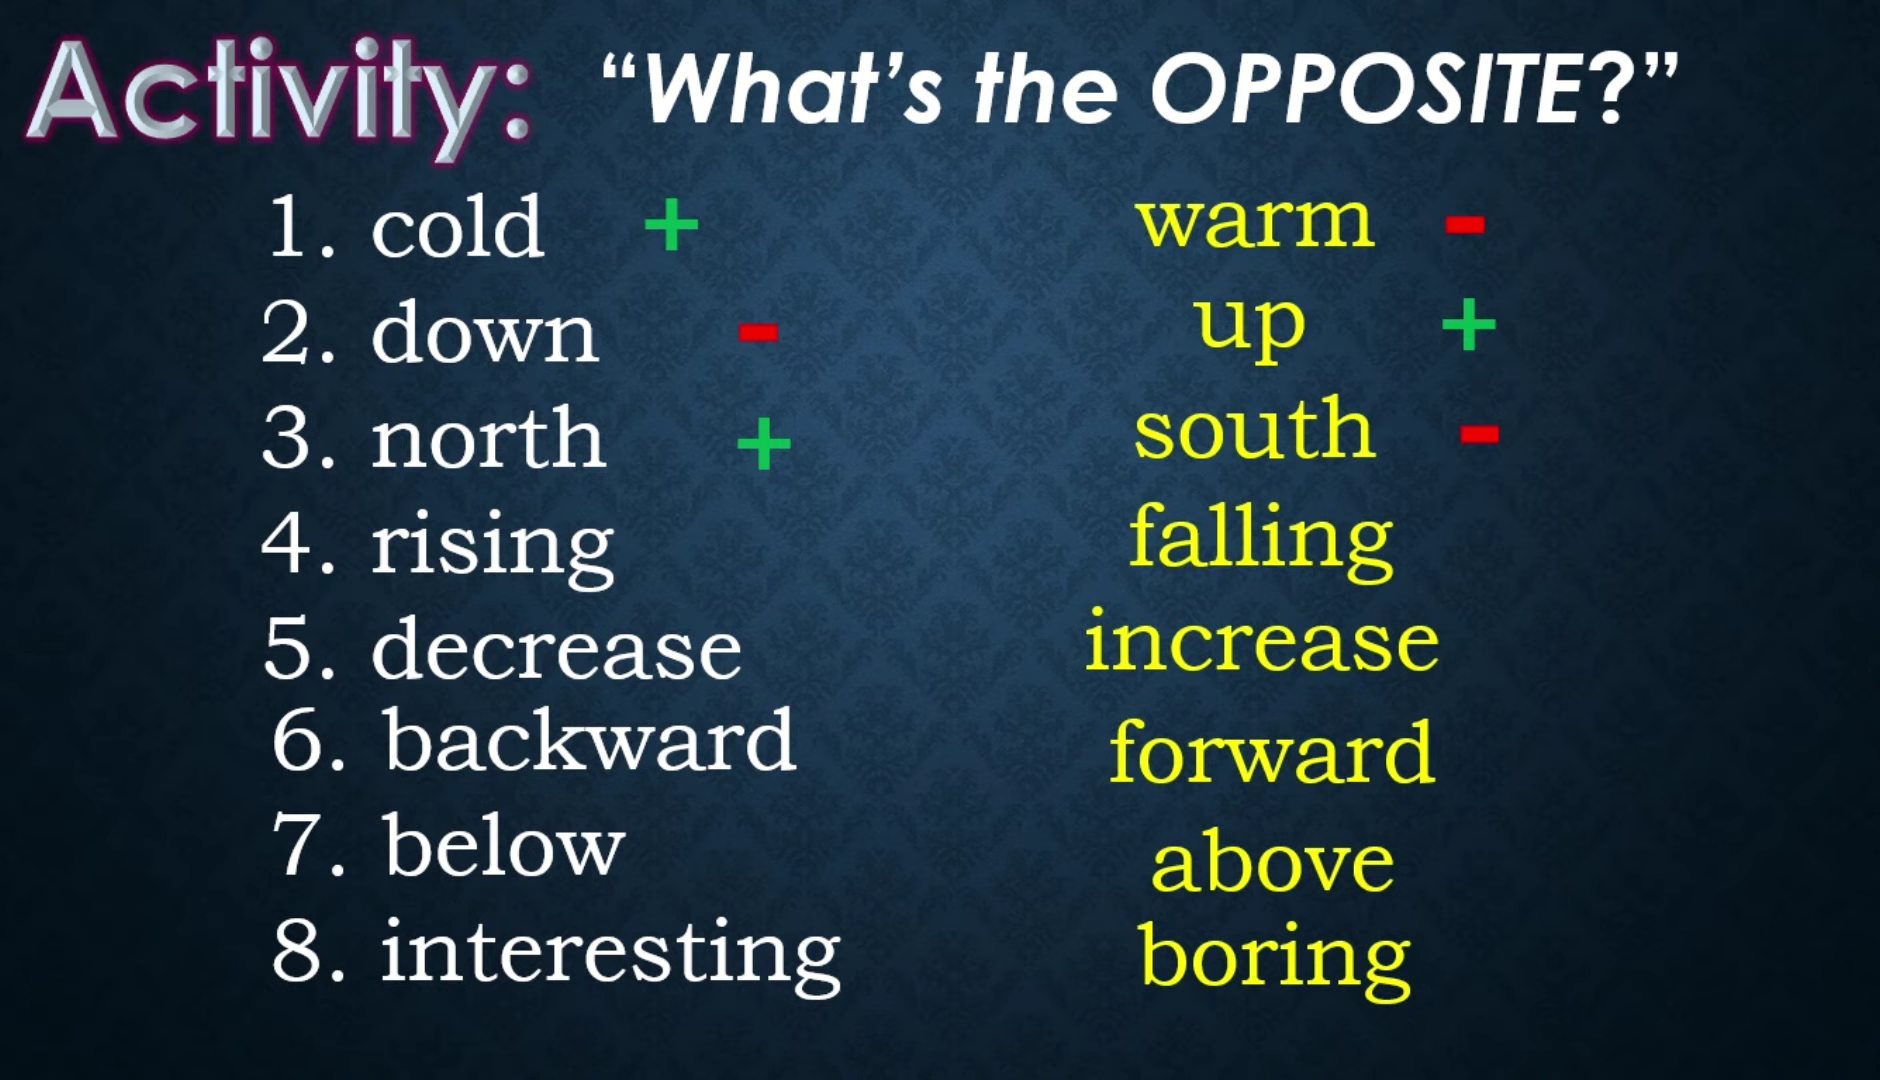 Activity: “What’s the OPPOSITE?”
1. cold + warm -
2. down - up +
3. north + south -
4. rising falling
5. decrease increase
6. backward forward
7. below above
8. interesting boring